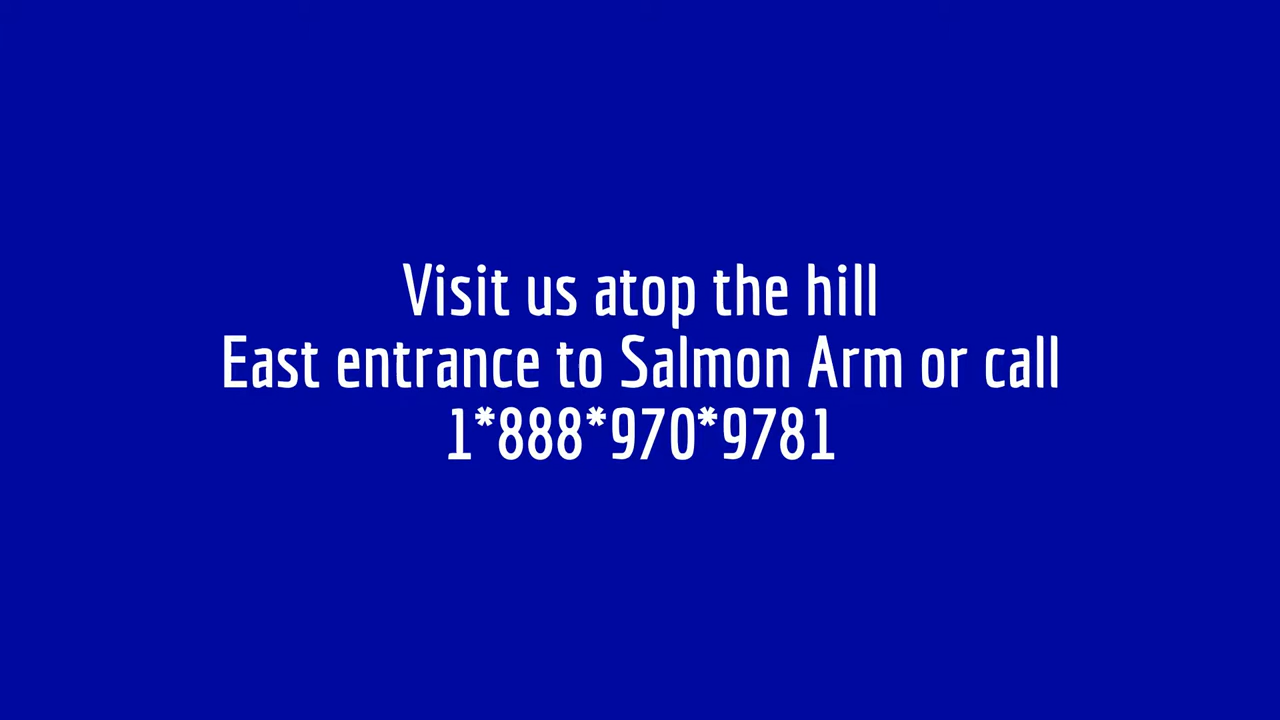 Visit us atop the hill
East entrance to Salmon Arm or call
1*888*970*9781